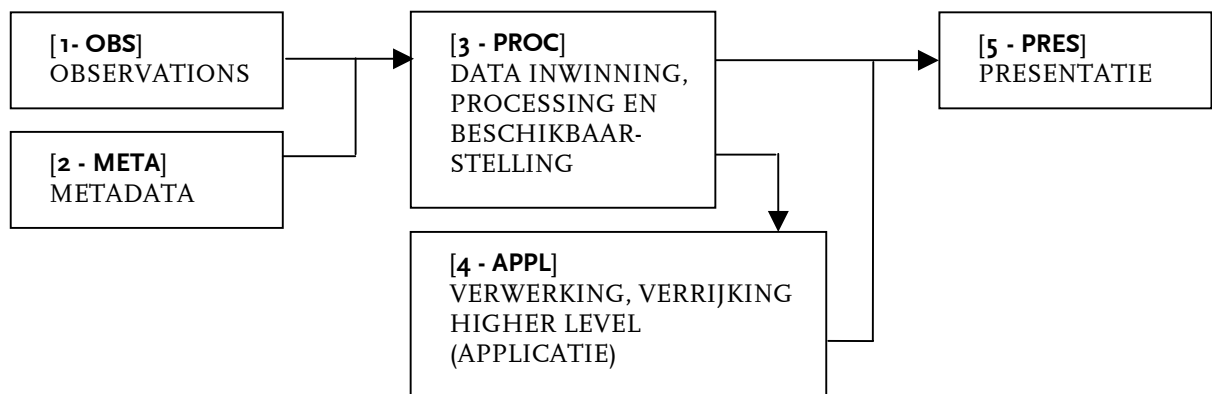 [1- OBS]
OBSERVATIONS
[2 - META]
METADATA
[3 - PROC]
DATA INWINNING,
PROCESSING EN
BESCHIKBAAR-
STELLING
[4 - APPL]
VERWERKING, VERRIJKING
HIGHER LEVEL
(APPLICATIE)
[5 - PRES]
PRESENTATIE